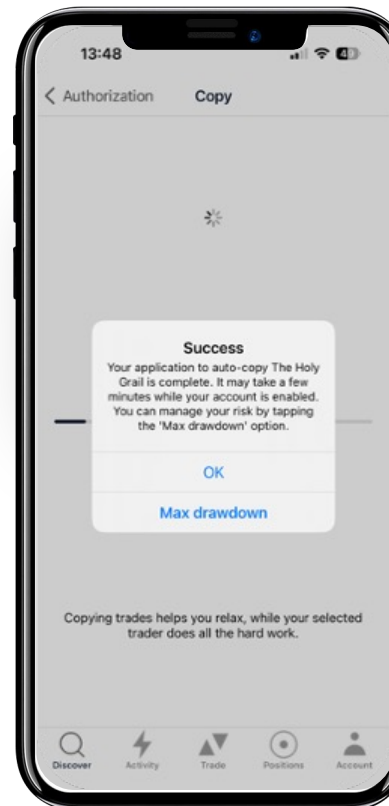 13:48
Authorization
Copy
Success
Your application to auto-copy The Holy
Grail is complete. It may take a few
minutes while your account is enabled.
You can manage your risk by tapping
the 'Max drawdown' option.
OK
Max drawdown
Copying trades helps you relax, while your selected
trader does all the hard work.
Discover
Activity
Trade
Positions
Account